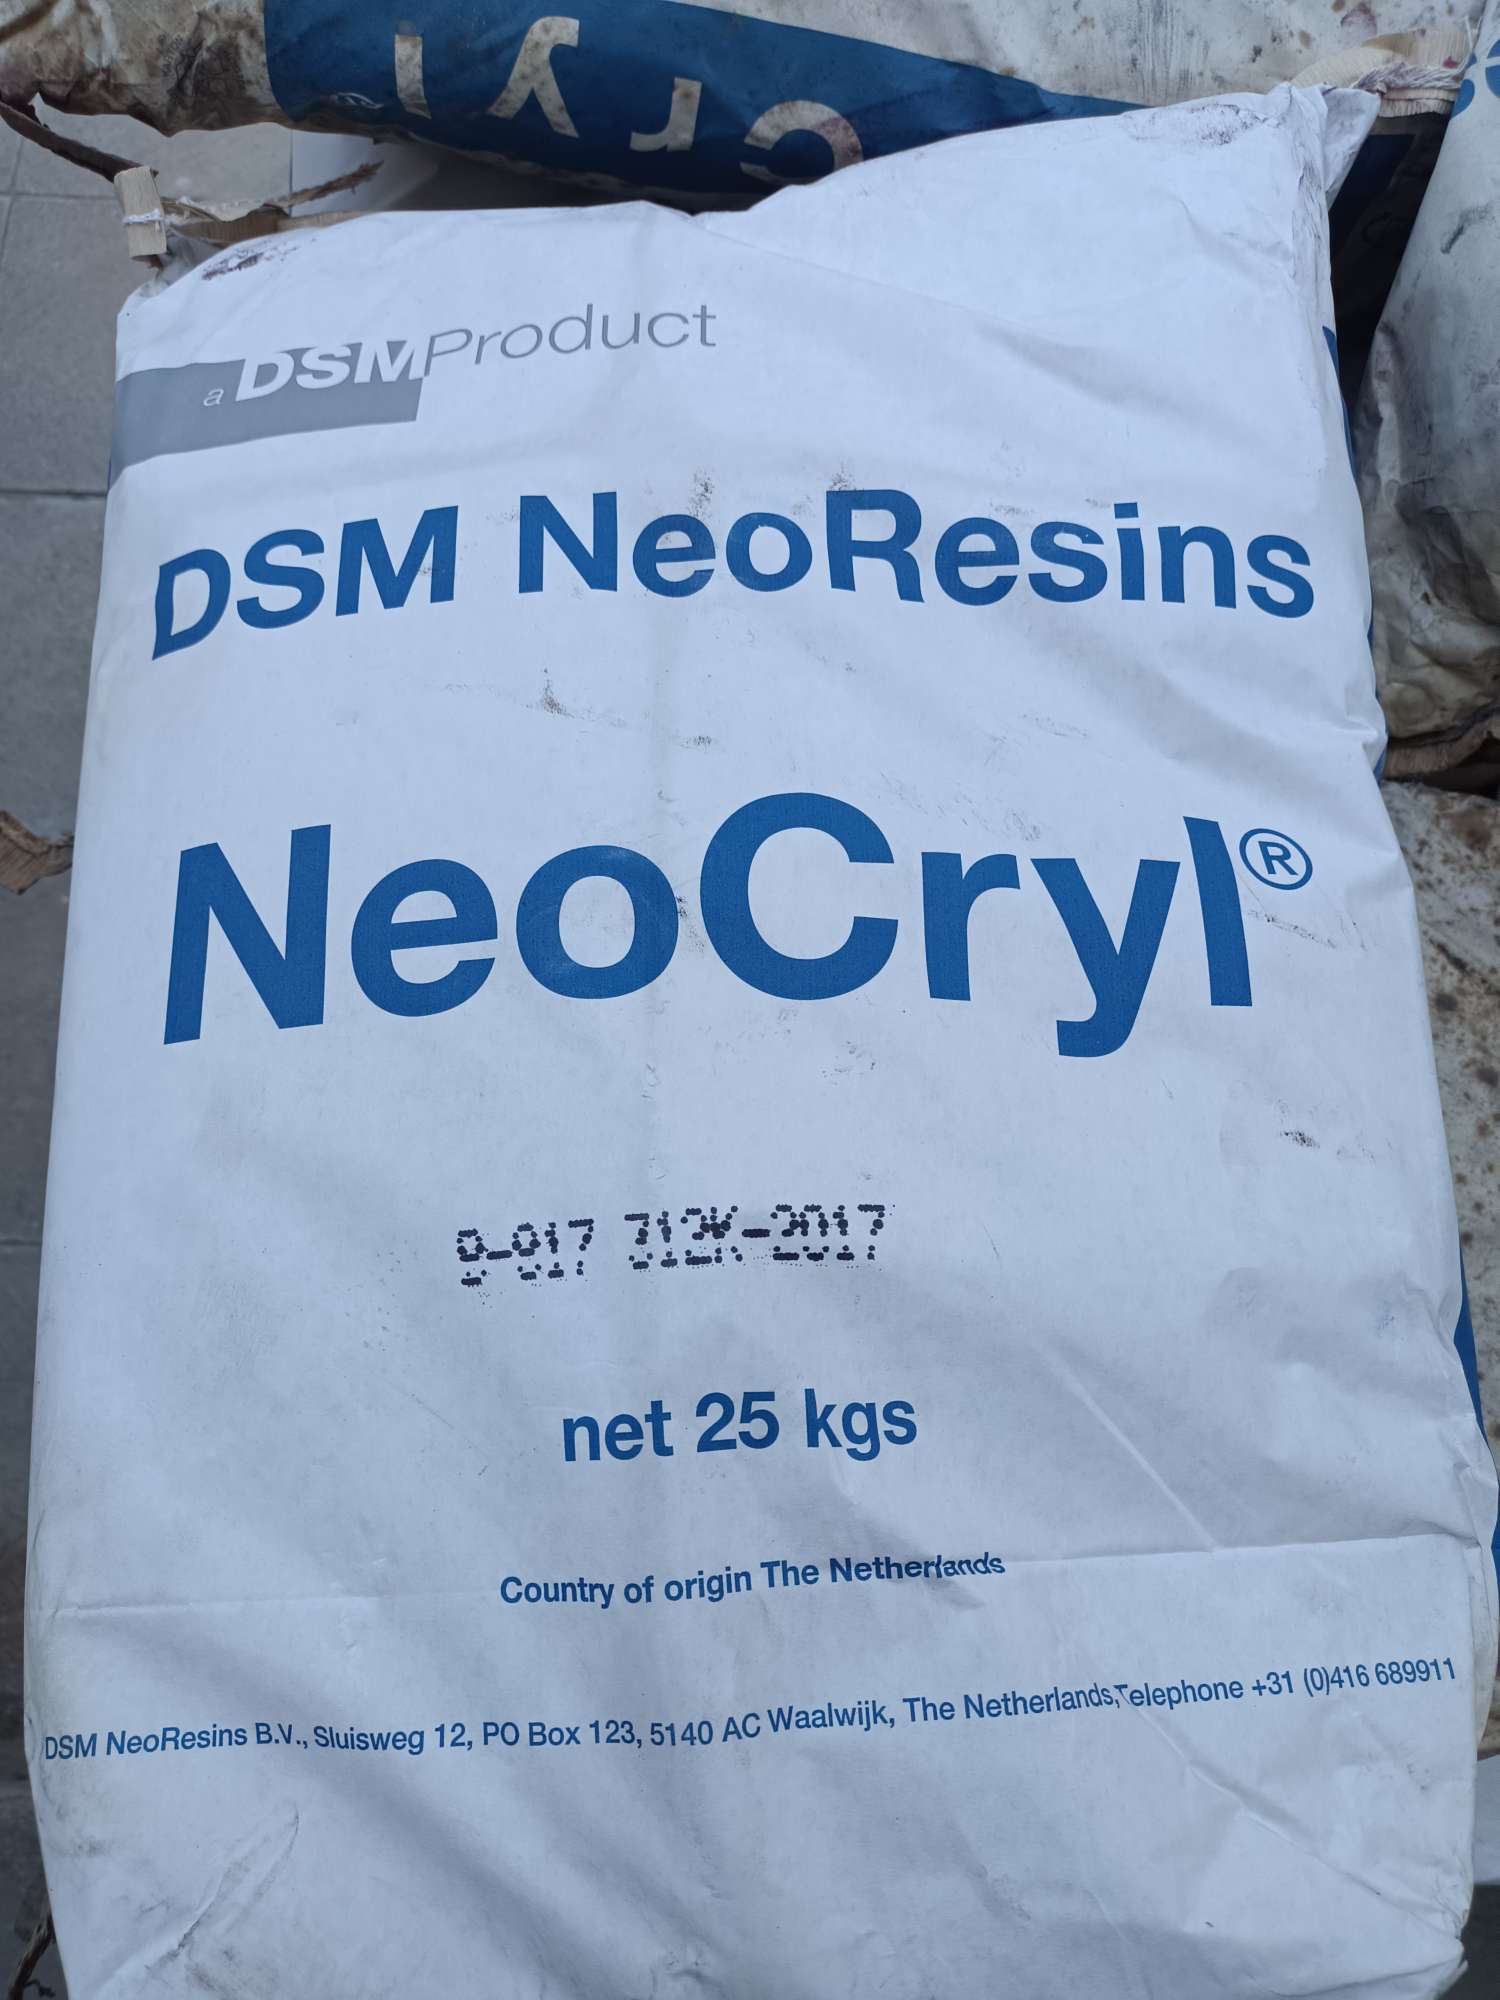 Cryl
a DSM Product
DSM NeoResins
NeoCryl®
net 25 kgs
Country of origin The Netherlands
DSM NeoResins B.V., Sluisweg 12, PO Box 123, 5140 AC Waalwijk, The Netherlands, Telephone +31 (0)416 689911